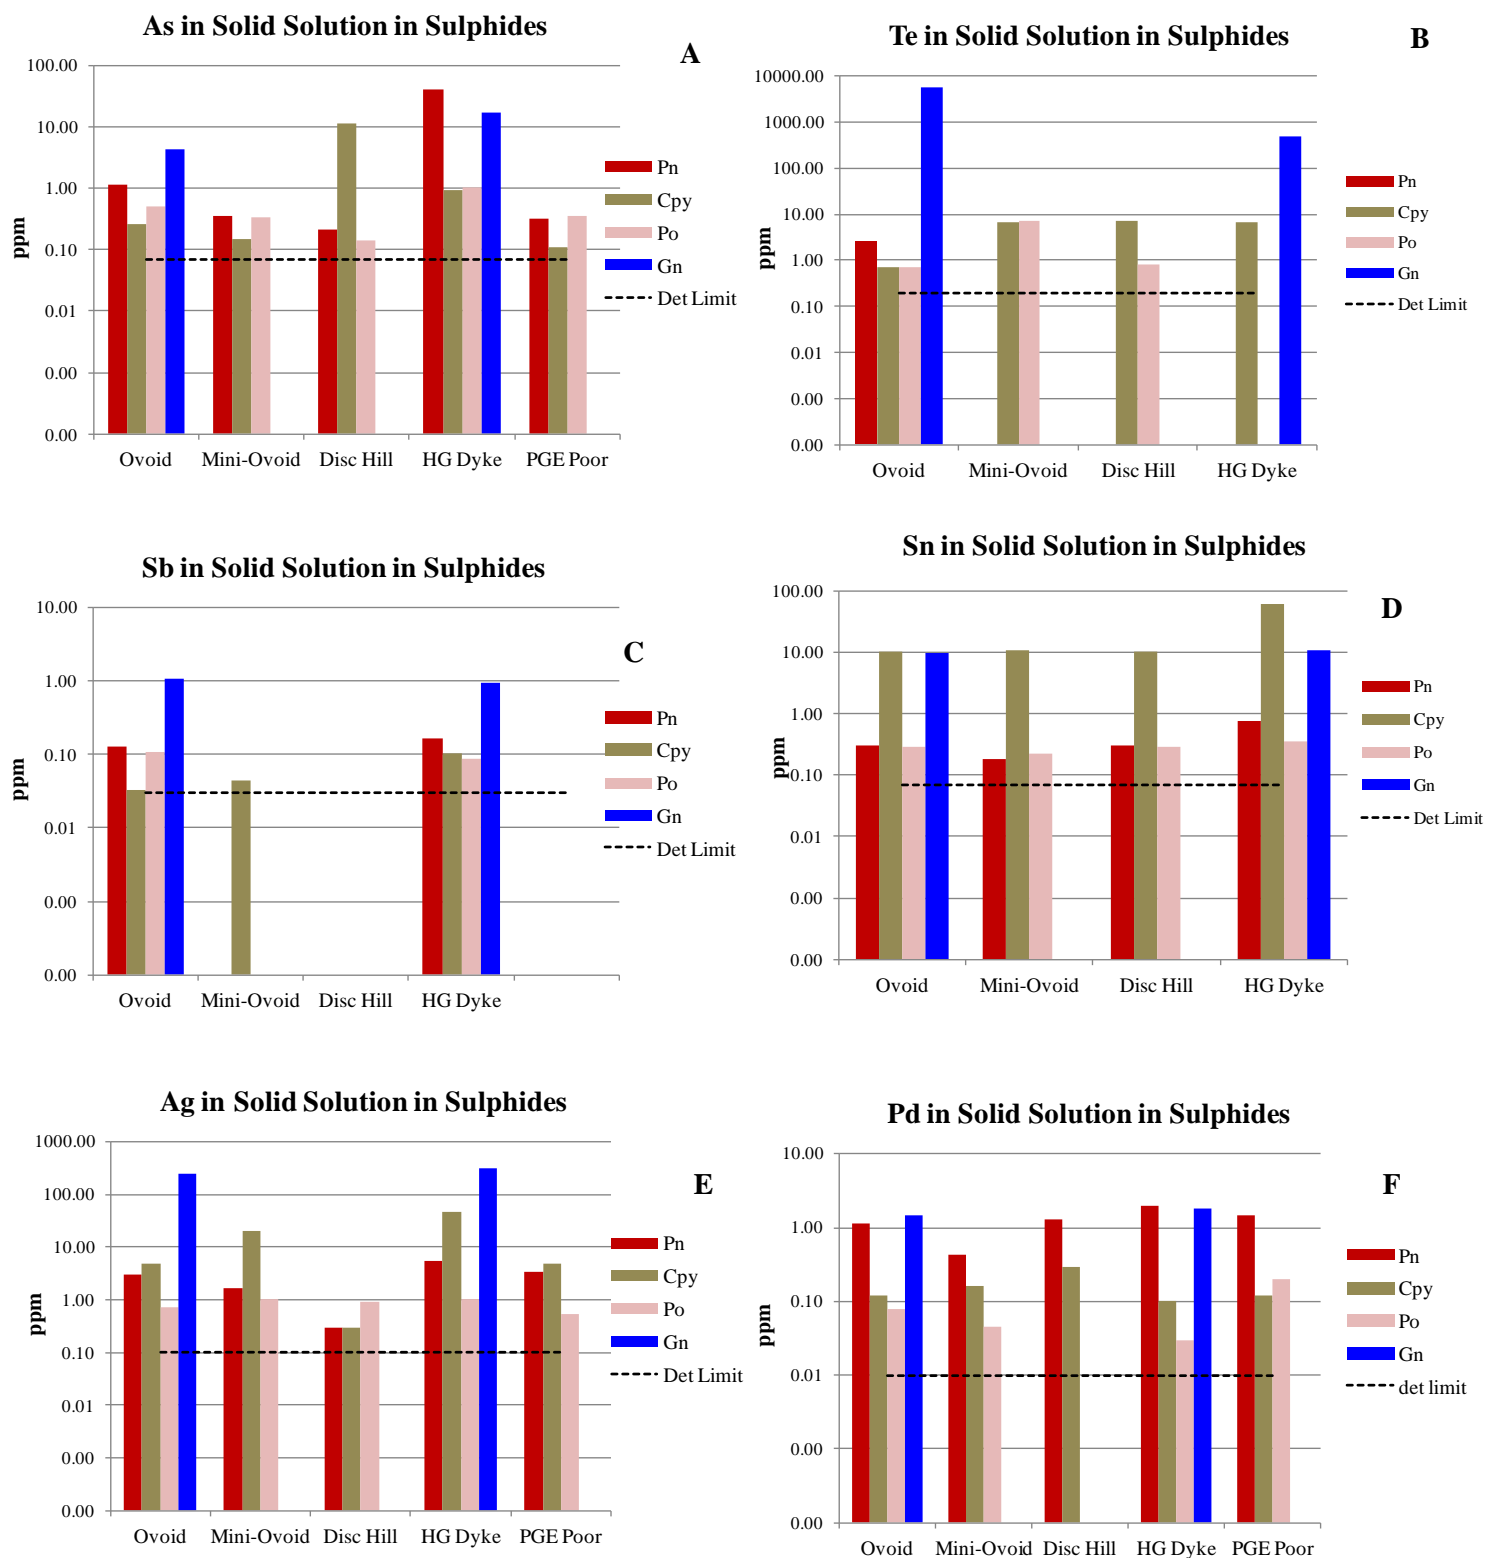 As in Solid Solution in Sulphides
A
100.00
10.00
1.00
0.10
0.01
0.00
0.00
ppm
Ovoid Mini-Ovoid Disc Hill HG Dyke PGE Poor
Pn
Cpy
Po
Gn
Det Limit
Te in Solid Solution in Sulphides
B
10000.00
1000.00
100.00
10.00
1.00
0.10
0.01
0.00
0.00
ppm
Ovoid Mini-Ovoid Disc Hill HG Dyke
Pn
Cpy
Po
Gn
Det Limit
Sb in Solid Solution in Sulphides
C
10.00
1.00
0.10
0.01
0.00
0.00
ppm
Ovoid Mini-Ovoid Disc Hill HG Dyke
Pn
Cpy
Po
Gn
Det Limit
Sn in Solid Solution in Sulphides
D
100.00
10.00
1.00
0.10
0.01
0.00
0.00
ppm
Ovoid Mini-Ovoid Disc Hill HG Dyke
Pn
Cpy
Po
Gn
Det Limit
Ag in Solid Solution in Sulphides
E
1000.00
100.00
10.00
1.00
0.10
0.01
0.00
0.00
ppm
Ovoid Mini-Ovoid Disc Hill HG Dyke PGE Poor
Pn
Cpy
Po
Gn
Det Limit
Pd in Solid Solution in Sulphides
F
10.00
1.00
0.10
0.01
0.00
0.00
ppm
Ovoid Mini-Ovoid Disc Hill HG Dyke PGE Poor
Pn
Cpy
Po
Gn
det limit